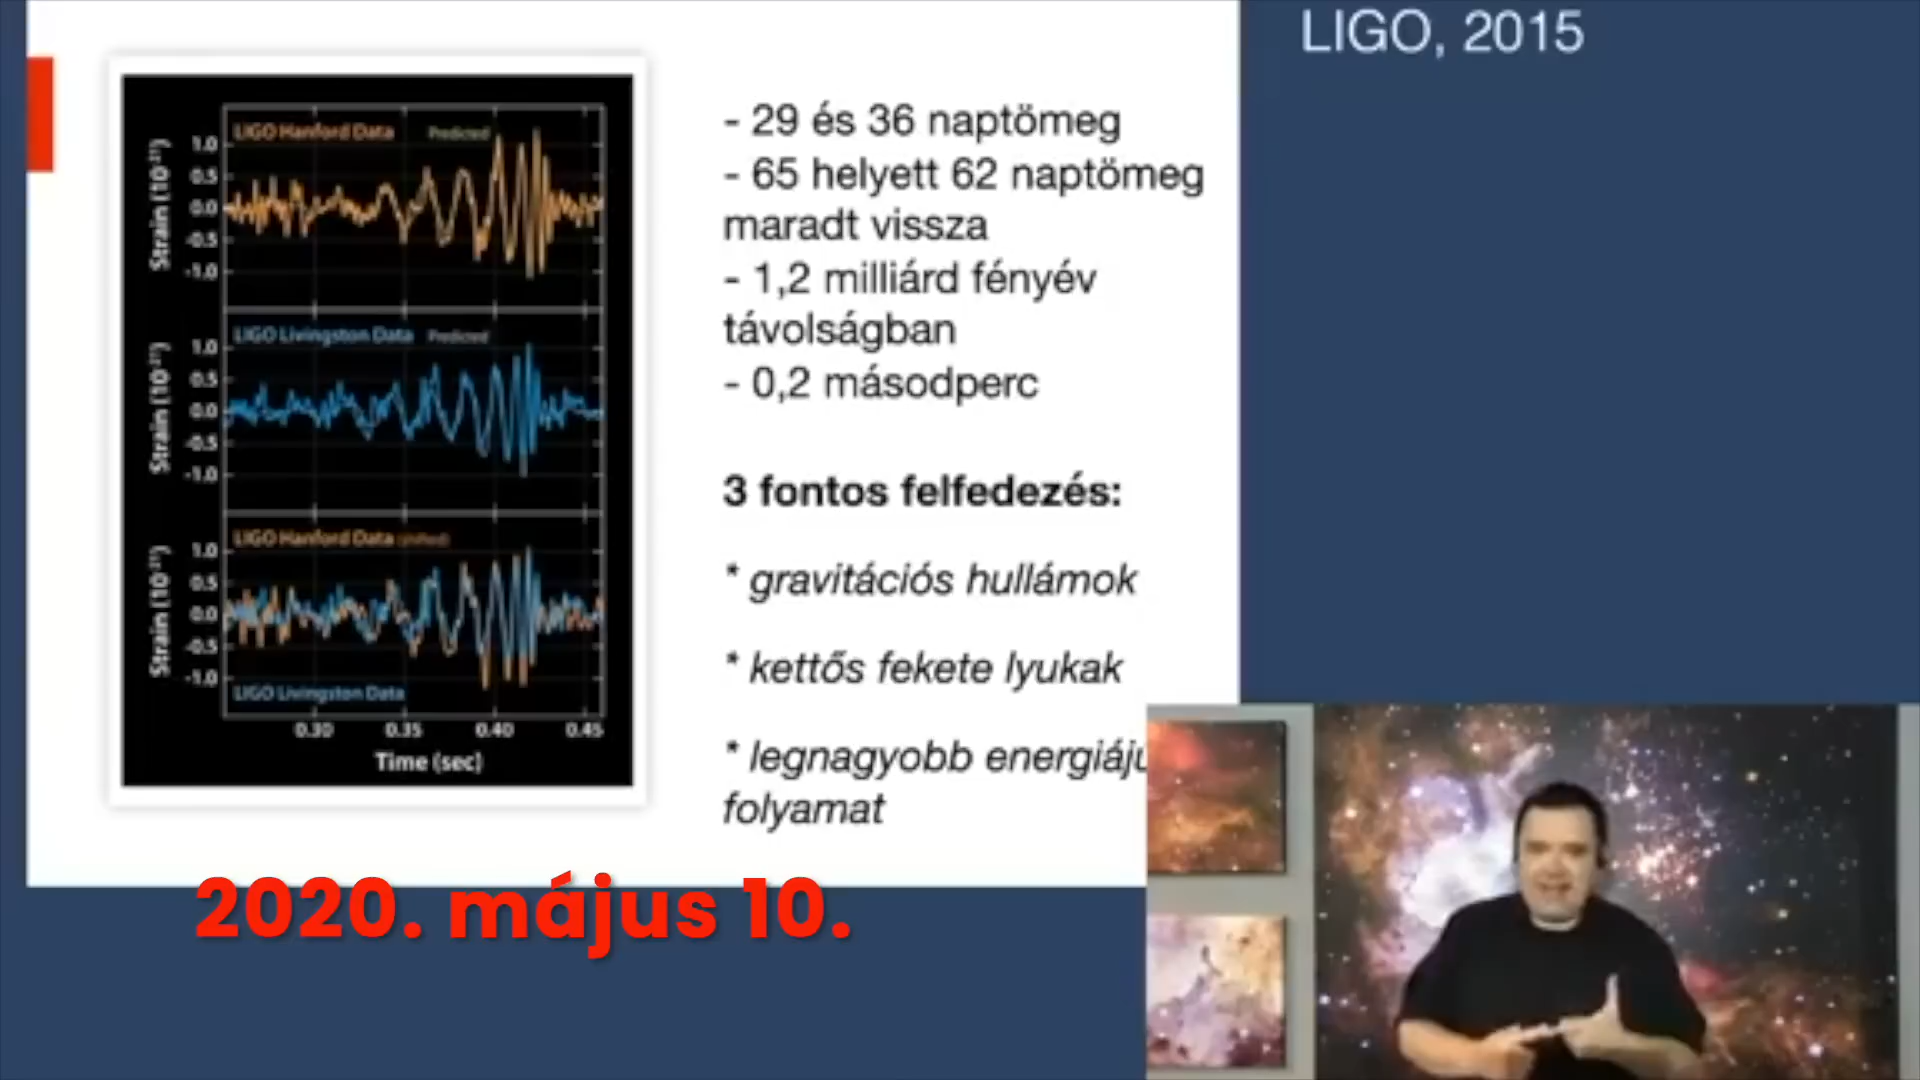 LIGO, 2015
LIGO Hanford Data Predicted
1.0
0.5
0.0
-0.5
-1.0
Strain (10⁻²¹)
LIGO Livingston Data Predicted
1.0
0.5
0.0
-0.5
-1.0
Strain (10⁻²¹)
LIGO Hanford Data (shifted)
1.0
0.5
0.0
-0.5
-1.0
Strain (10⁻²¹)
LIGO Livingston Data
0.30 0.35 0.40 0.45
Time (sec)
- 29 és 36 naptömeg
- 65 helyett 62 naptömeg
maradt vissza
- 1,2 milliárd fényév
távolságban
- 0,2 másodperc
3 fontos felfedezés:
* gravitációs hullámok
* kettős fekete lyukak
* legnagyobb energiájú
folyamat
2020. május 10.